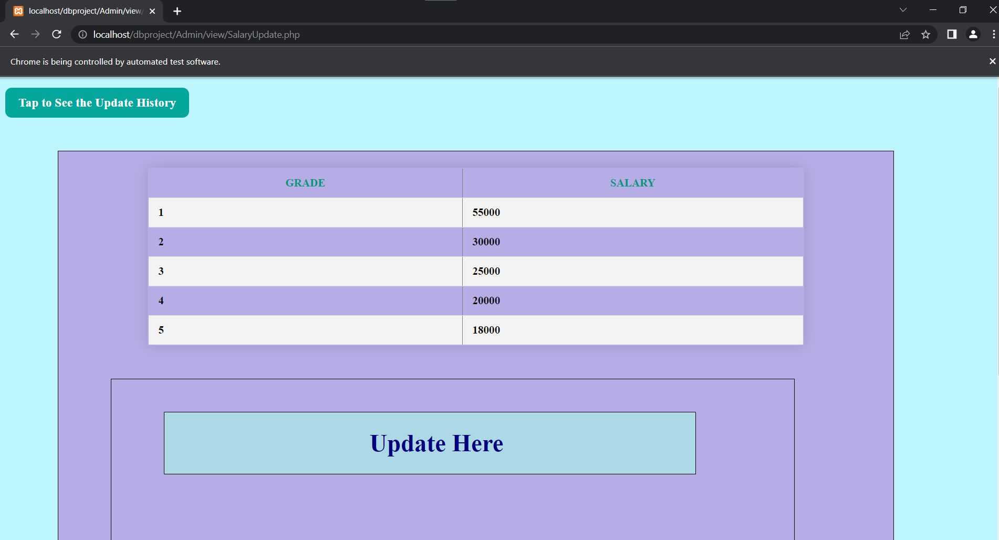 localhost/dbproject/Admin/view/
localhost/dbproject/Admin/view/SalaryUpdate.php
Chrome is being controlled by automated test software.
Tap to See the Update History
GRADE SALARY
1 55000
2 30000
3 25000
4 20000
5 18000
Update Here